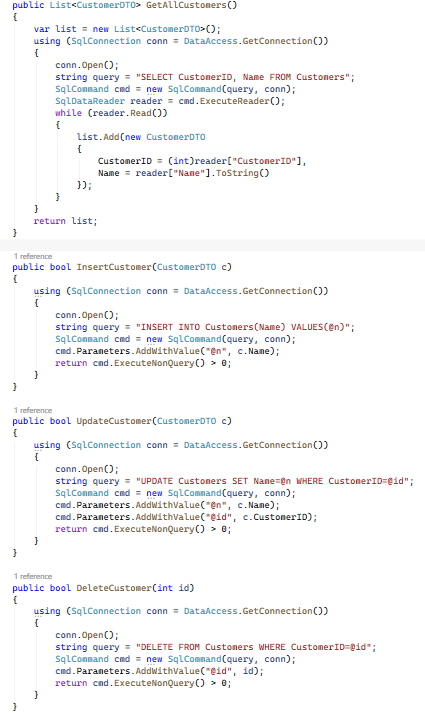 public List<CustomerDTO> GetAllCustomers()
{
var list = new List<CustomerDTO>();
using (SqlConnection conn = DataAccess.GetConnection())
{
conn.Open();
string query = "SELECT CustomerID, Name FROM Customers";
SqlCommand cmd = new SqlCommand(query, conn);
SqlDataReader reader = cmd.ExecuteReader();
while (reader.Read())
{
list.Add(new CustomerDTO
{
CustomerID = (int)reader["CustomerID"],
Name = reader["Name"].ToString()
});
}
}
return list;
}
1 reference
public bool InsertCustomer(CustomerDTO c)
{
using (SqlConnection conn = DataAccess.GetConnection())
{
conn.Open();
string query = "INSERT INTO Customers(Name) VALUES(@n)";
SqlCommand cmd = new SqlCommand(query, conn);
cmd.Parameters.AddWithValue("@n", c.Name);
return cmd.ExecuteNonQuery() > 0;
}
}
1 reference
public bool UpdateCustomer(CustomerDTO c)
{
using (SqlConnection conn = DataAccess.GetConnection())
{
conn.Open();
string query = "UPDATE Customers SET Name=@n WHERE CustomerID=@id";
SqlCommand cmd = new SqlCommand(query, conn);
cmd.Parameters.AddWithValue("@n", c.Name);
cmd.Parameters.AddWithValue("@id", c.CustomerID);
return cmd.ExecuteNonQuery() > 0;
}
}
1 reference
public bool DeleteCustomer(int id)
{
using (SqlConnection conn = DataAccess.GetConnection())
{
conn.Open();
string query = "DELETE FROM Customers WHERE CustomerID=@id";
SqlCommand cmd = new SqlCommand(query, conn);
cmd.Parameters.AddWithValue("@id", id);
return cmd.ExecuteNonQuery() > 0;
}
}